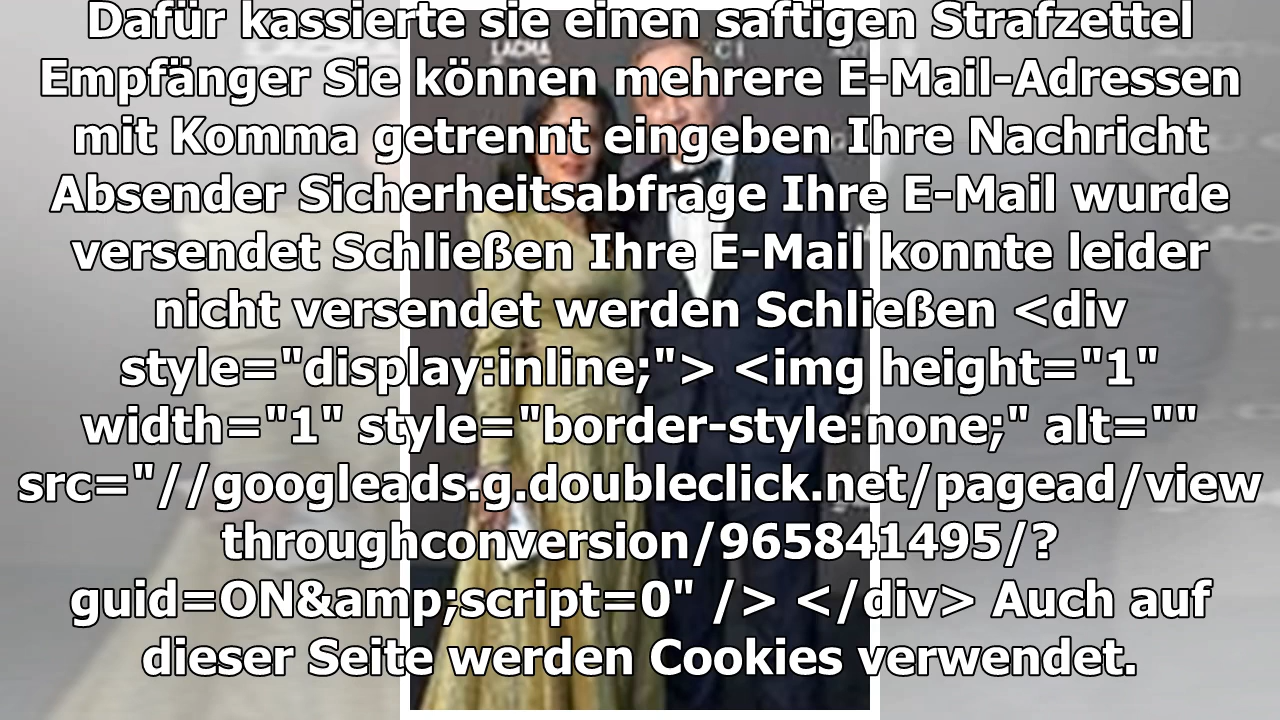 Dafür kassierte sie einen saftigen Strafzettel
Empfänger Sie können mehrere E-Mail-Adressen
mit Komma getrennt eingeben Ihre Nachricht
Absender Sicherheitsabfrage Ihre E-Mail wurde
versendet Schließen Ihre E-Mail konnte leider
nicht versendet werden Schließen <div
style="display:inline;"> <img height="1"
width="1" style="border-style:none;" alt=""
src="//googleads.g.doubleclick.net/pagead/view
throughconversion/965841495/?
guid=ON&amp;script=0" /> </div> Auch auf
dieser Seite werden Cookies verwendet.
LACMA